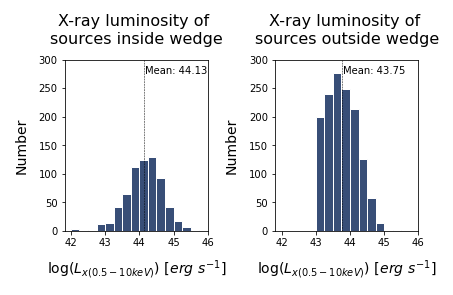 X-ray luminosity of
sources inside wedge
Mean: 44.13
300
250
200
150
100
50
0
Number
42 43 44 45 46
log(L_{x(0.5−10keV)}) [erg s^{−1}]
X-ray luminosity of
sources outside wedge
Mean: 43.75
300
250
200
150
100
50
0
Number
42 43 44 45 46
log(L_{x(0.5−10keV)}) [erg s^{−1}]